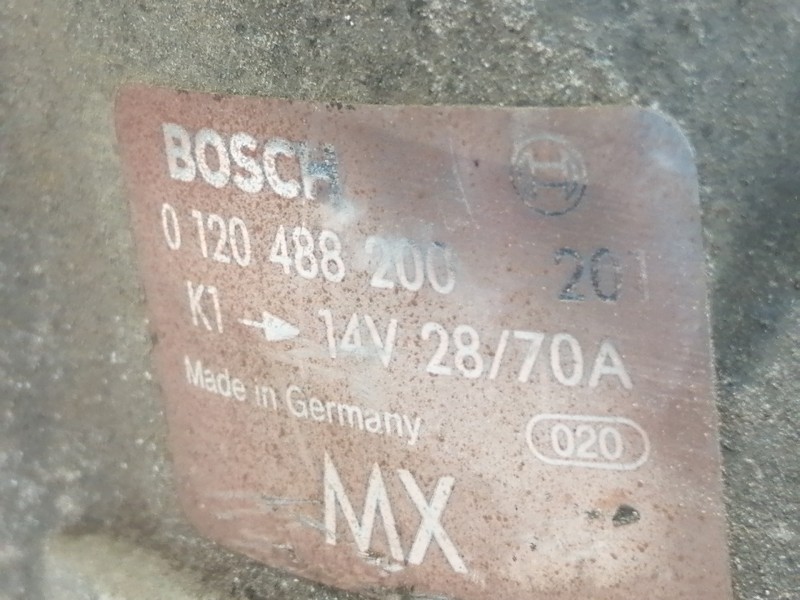 BOSCH
0 120 488 200 201
K1 → 14V 28/70A
Made in Germany 020
MX